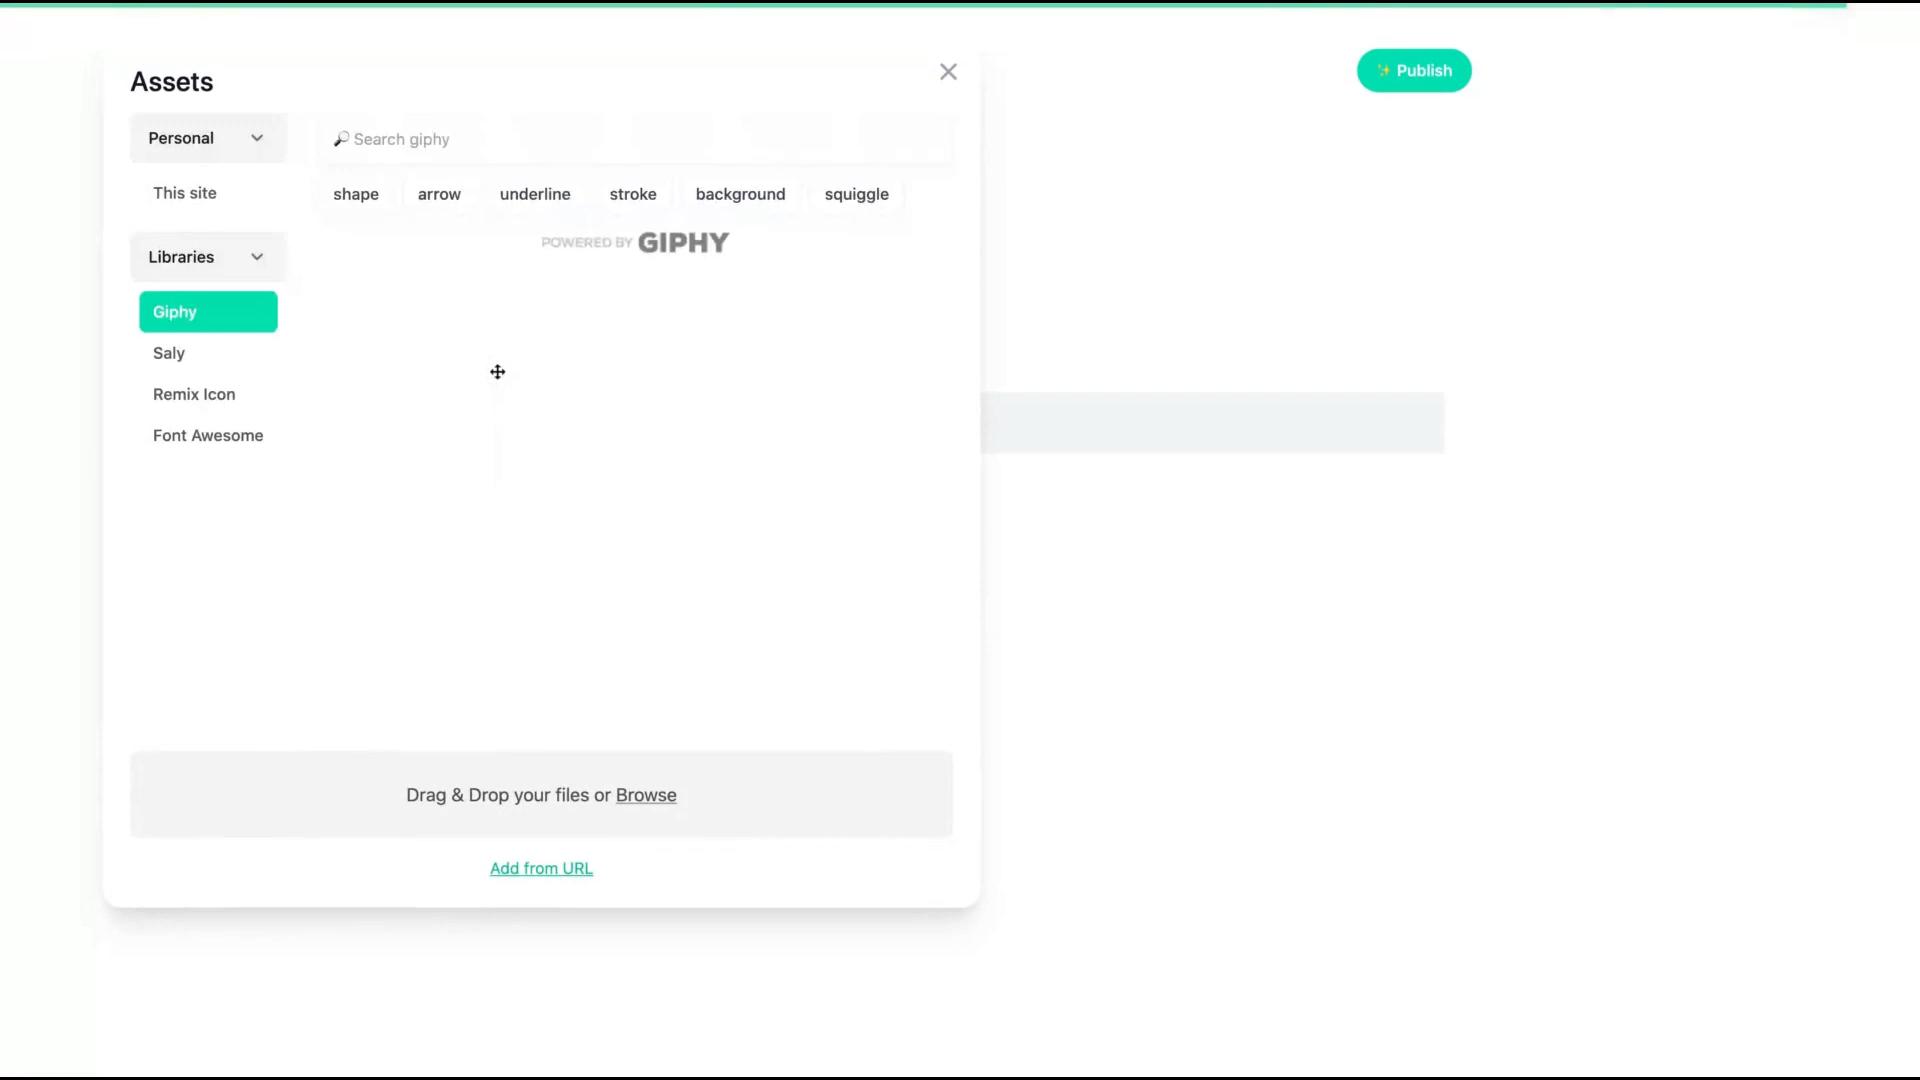 Assets
✨ Publish
Personal
🔎 Search giphy
This site
shape arrow underline stroke background squiggle
POWERED BY GIPHY
Libraries
Giphy
Saly
Remix Icon
Font Awesome
Drag & Drop your files or Browse
Add from URL